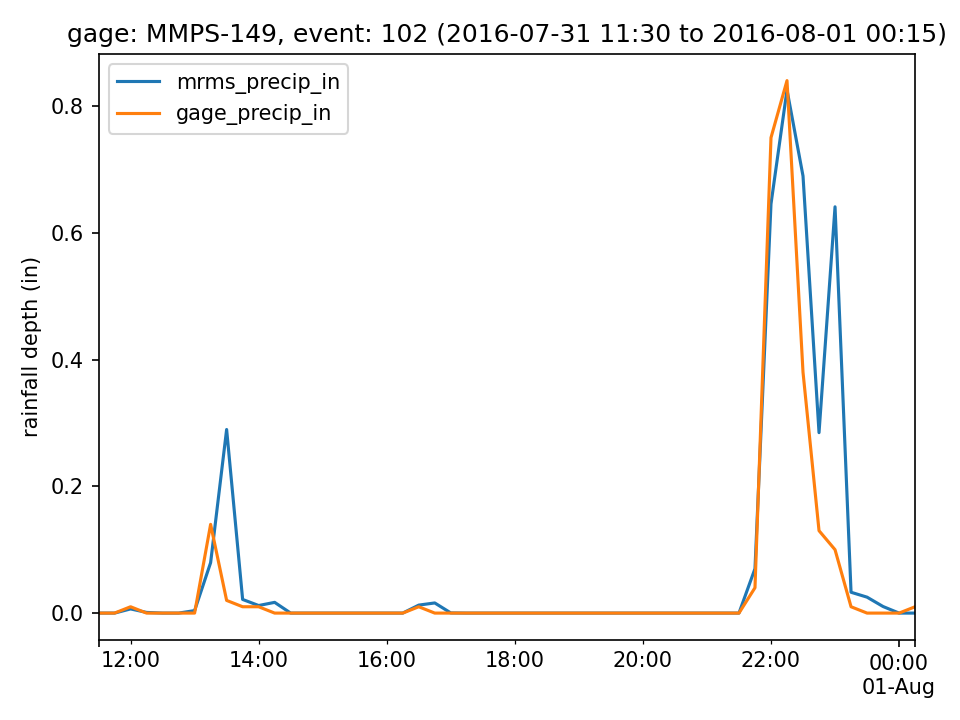 gage: MMPS-149, event: 102 (2016-07-31 11:30 to 2016-08-01 00:15)
mrms_precip_in
gage_precip_in
rainfall depth (in)
0.8
0.6
0.4
0.2
0.0
12:00 14:00 16:00 18:00 20:00 22:00 00:00
01-Aug